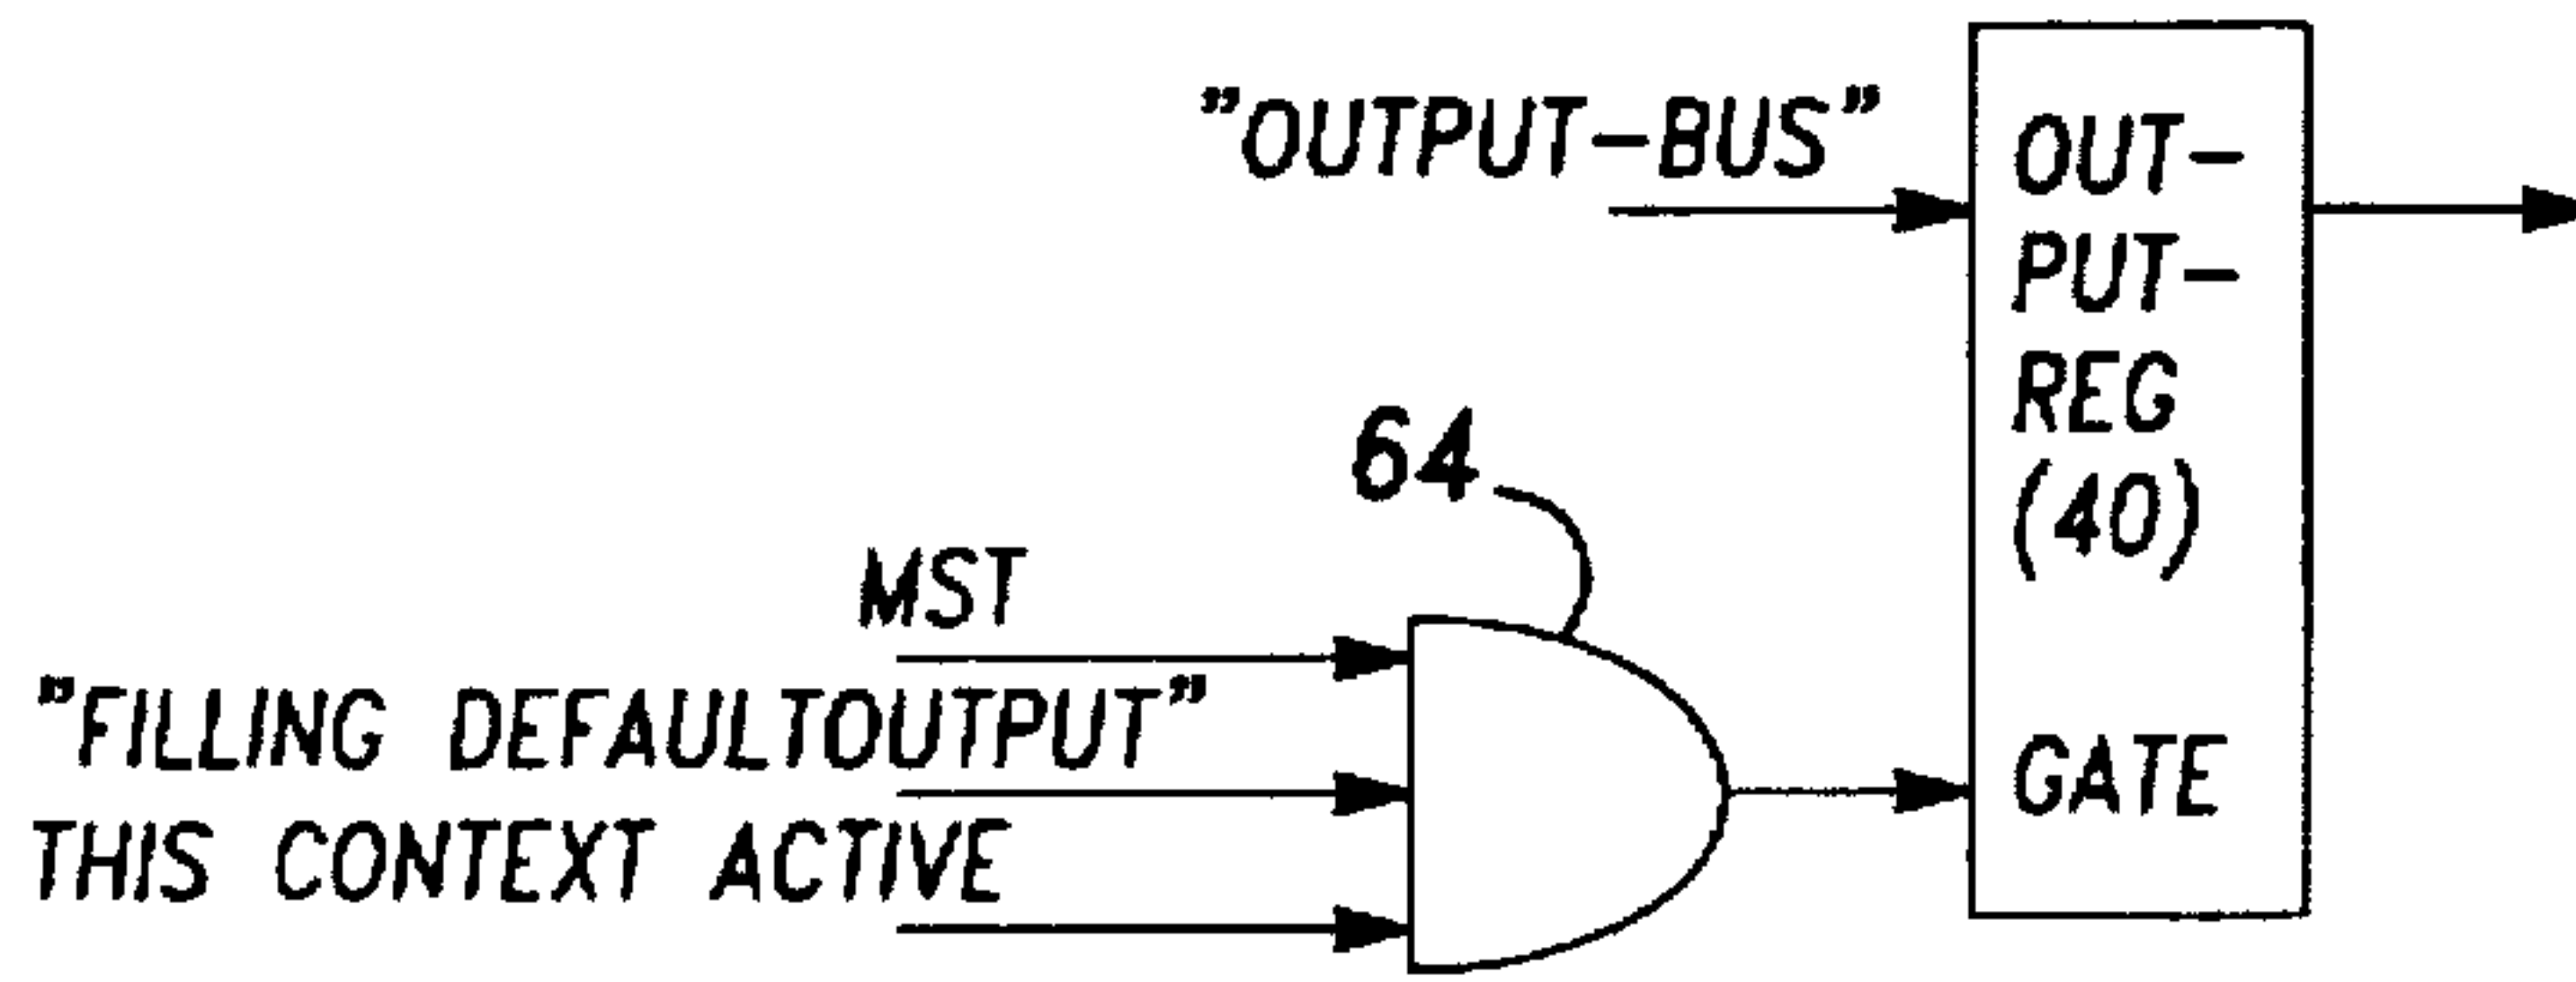 "OUTPUT-BUS"
OUT-
PUT-
REG
(40)
GATE
64
MST
"FILLING DEFAULTOUTPUT"
THIS CONTEXT ACTIVE